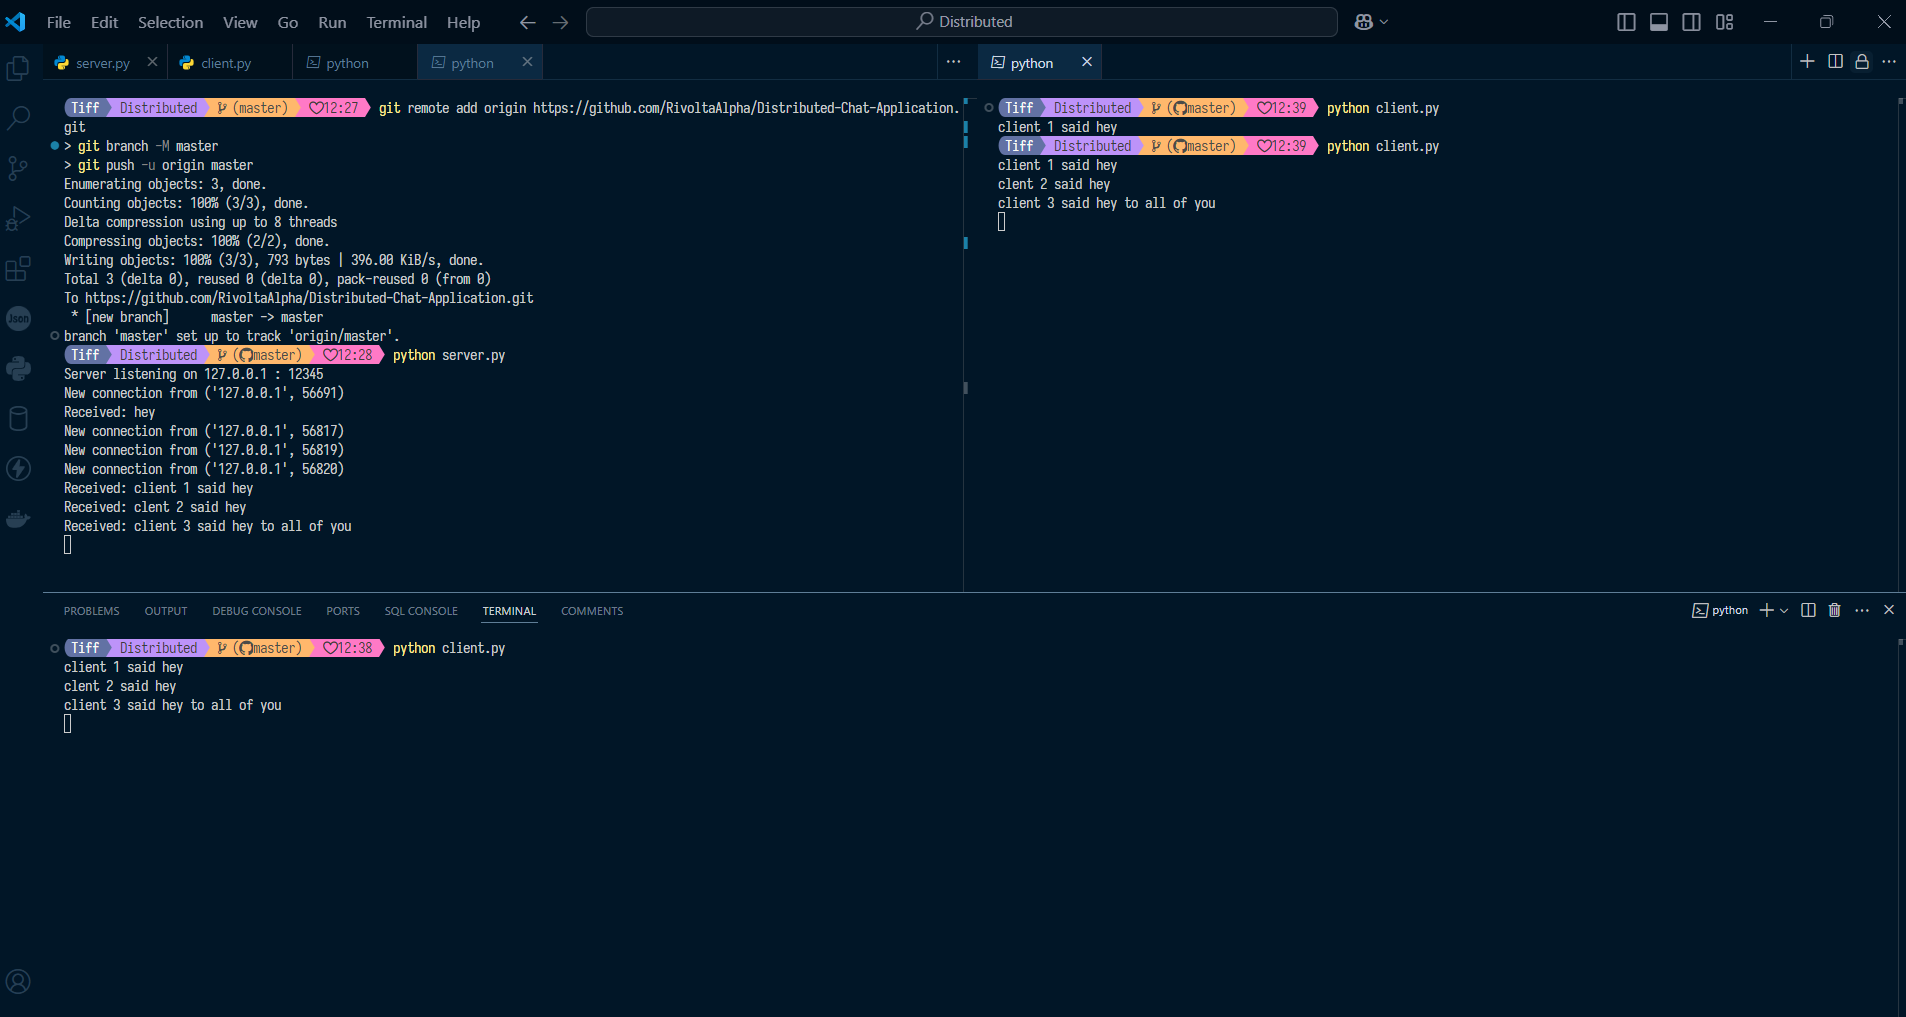 File Edit Selection View Go Run Terminal Help
Distributed
server.py
client.py
python
python
python
Tiff Distributed (master) 12:27 git remote add origin https://github.com/RivoltaAlpha/Distributed-Chat-Application.
git
> git branch -M master
> git push -u origin master
Enumerating objects: 3, done.
Counting objects: 100% (3/3), done.
Delta compression using up to 8 threads
Compressing objects: 100% (2/2), done.
Writing objects: 100% (3/3), 793 bytes | 396.00 KiB/s, done.
Total 3 (delta 0), reused 0 (delta 0), pack-reused 0 (from 0)
To https://github.com/RivoltaAlpha/Distributed-Chat-Application.git
* [new branch] master -> master
branch 'master' set up to track 'origin/master'.
Tiff Distributed (master) 12:28 python server.py
Server listening on 127.0.0.1 : 12345
New connection from ('127.0.0.1', 56691)
Received: hey
New connection from ('127.0.0.1', 56817)
New connection from ('127.0.0.1', 56819)
New connection from ('127.0.0.1', 56820)
Received: client 1 said hey
Received: clent 2 said hey
Received: client 3 said hey to all of you
Tiff Distributed (master) 12:39 python client.py
client 1 said hey
Tiff Distributed (master) 12:39 python client.py
client 1 said hey
clent 2 said hey
client 3 said hey to all of you
PROBLEMS OUTPUT DEBUG CONSOLE PORTS SQL CONSOLE TERMINAL COMMENTS
python
Tiff Distributed (master) 12:38 python client.py
client 1 said hey
clent 2 said hey
client 3 said hey to all of you
Json